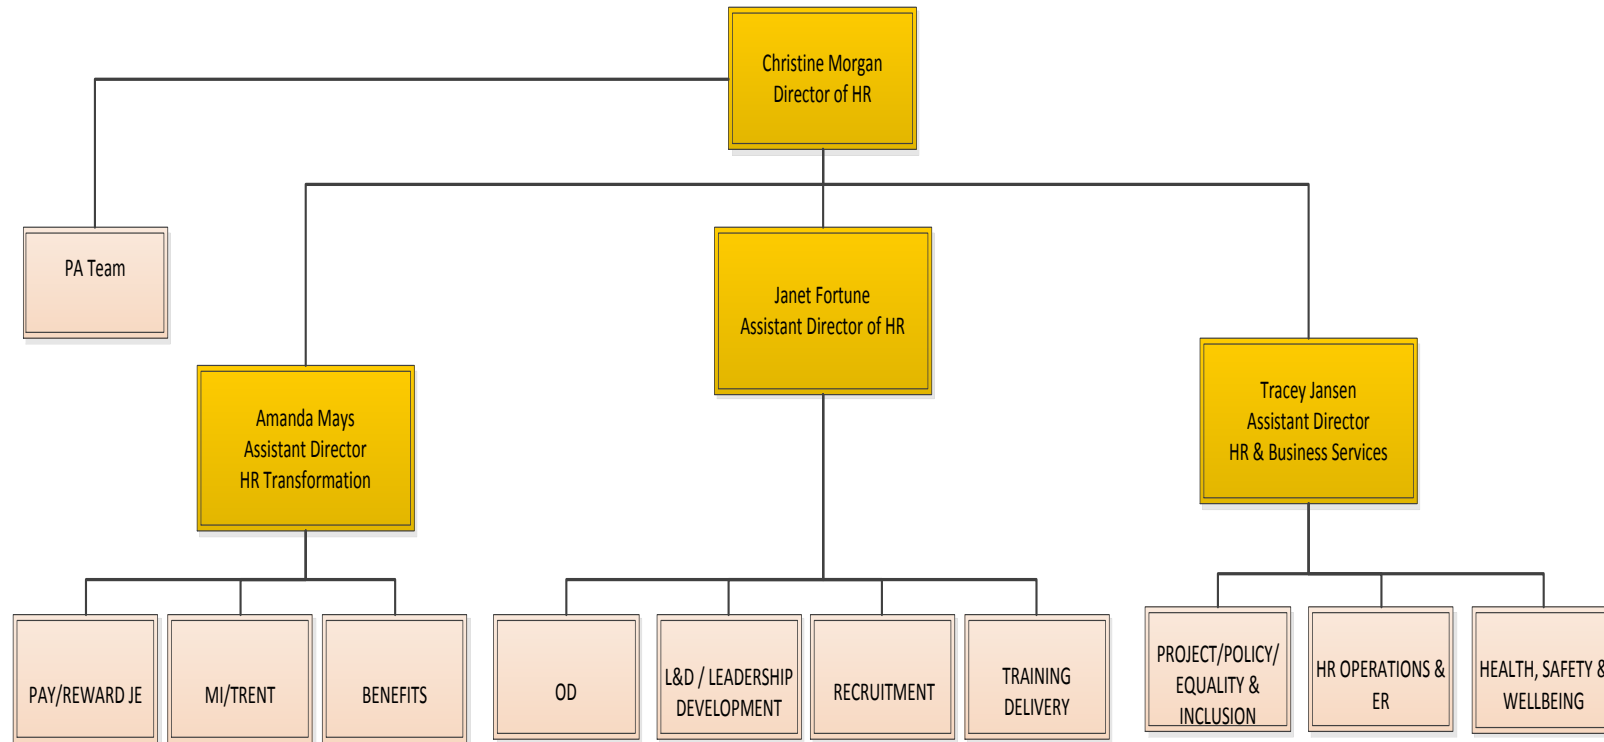 Christine Morgan
Director of HR
PA Team
Janet Fortune
Assistant Director of HR
Amanda Mays
Assistant Director
HR Transformation
Tracey Jansen
Assistant Director
HR & Business Services
PAY/REWARD JE
MI/TRENT
BENEFITS
OD
L&D / LEADERSHIP
DEVELOPMENT
RECRUITMENT
TRAINING
DELIVERY
PROJECT/POLICY/
EQUALITY &
INCLUSION
HR OPERATIONS &
ER
HEALTH, SAFETY &
WELLBEING